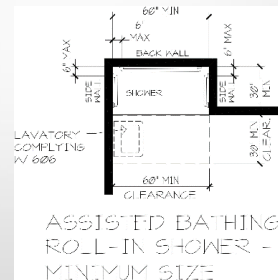 60" MIN
6"
MAX
6" MAX
6" MAX
BACK WALL
SIDE
WALL
SHOWER
SIDE
WALL
30"
MIN
LAVATORY
COMPLYING
W/ 606
30" MIN
CLEAR.
60" MIN
CLEARANCE
ASSISTED BATHING
ROLL-IN SHOWER -
MINIMUM SIZE